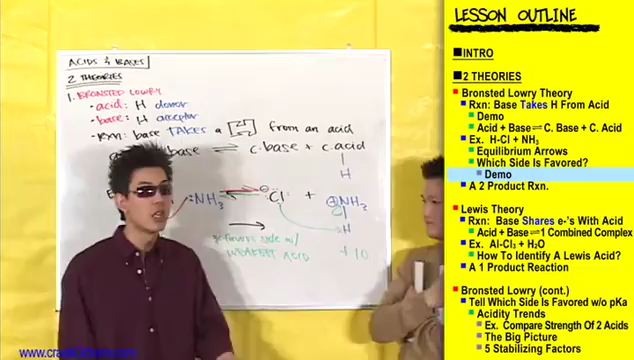 ACIDS & BASES
2 THEORIES
1. BRONSTED LOWRY
• acid: H donor
• base: H acceptor
• Rxn: base TAKES a H from an acid
base ⇌ c.base + c.acid
H
:NH₃ ⇌ ⊖:Cl: + ⊕NH₃
H
favors side w/
WEAKEST ACID +10
www.cra
LESSON OUTLINE
INTRO
2 THEORIES
Bronsted Lowry Theory
Rxn: Base Takes H From Acid
Demo
Acid + Base ⇌ C. Base + C. Acid
Ex. H-Cl + NH3
Equilibrium Arrows
Which Side Is Favored?
Demo
A 2 Product Rxn.
Lewis Theory
Rxn: Base Shares e-'s With Acid
Acid + Base ⇌ 1 Combined Complex
Ex. Al-Cl3 + H2O
How To Identify A Lewis Acid?
A 1 Product Reaction
Bronsted Lowry (cont.)
Tell Which Side Is Favored w/o pKa
Acidity Trends
Ex. Compare Strength Of 2 Acids
The Big Picture
5 Stabilizing Factors